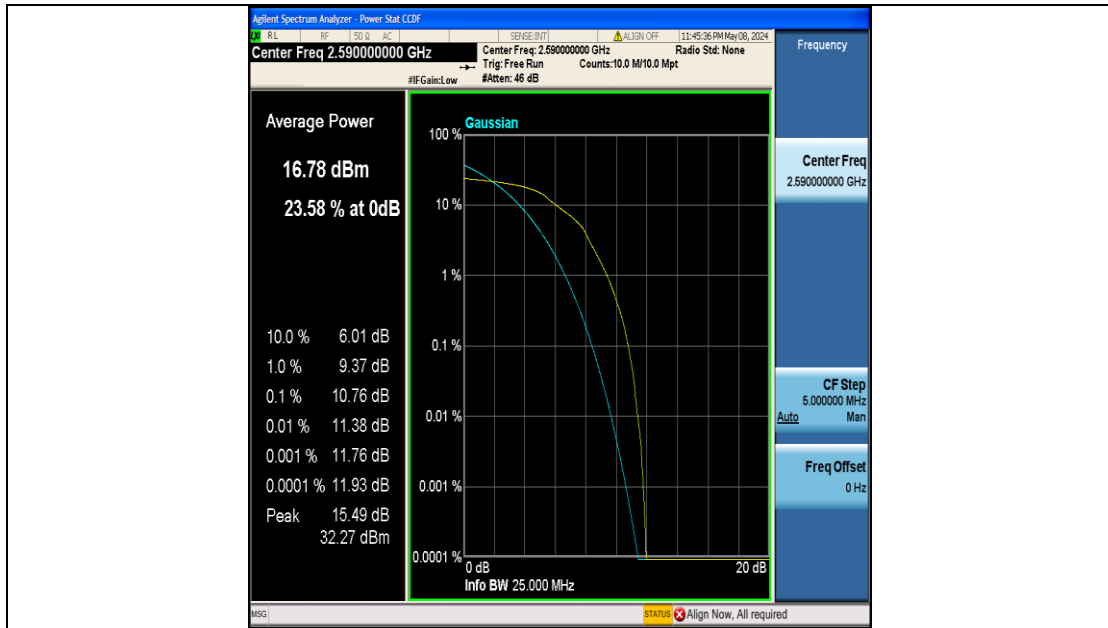 Agilent Spectrum Analyzer - Power Stat CCDF
RL RF 50 Ω AC SENSE:INT ALIGN OFF 11:45:36 PM May 08, 2024
Center Freq 2.590000000 GHz
Center Freq: 2.590000000 GHz Radio Std: None
Trig: Free Run Counts:10.0 M/10.0 Mpt
#IFGain:Low #Atten: 46 dB
Average Power
16.78 dBm
23.58 % at 0dB
10.0 % 6.01 dB
1.0 % 9.37 dB
0.1 % 10.76 dB
0.01 % 11.38 dB
0.001 % 11.76 dB
0.0001 % 11.93 dB
Peak 15.49 dB
32.27 dBm
Gaussian
100 %
10 %
1 %
0.1 %
0.01 %
0.001 %
0.0001 %
0 dB 20 dB
Info BW 25.000 MHz
Frequency
Center Freq
2.590000000 GHz
CF Step
5.000000 MHz
Auto Man
Freq Offset
0 Hz
MSG STATUS Align Now, All required